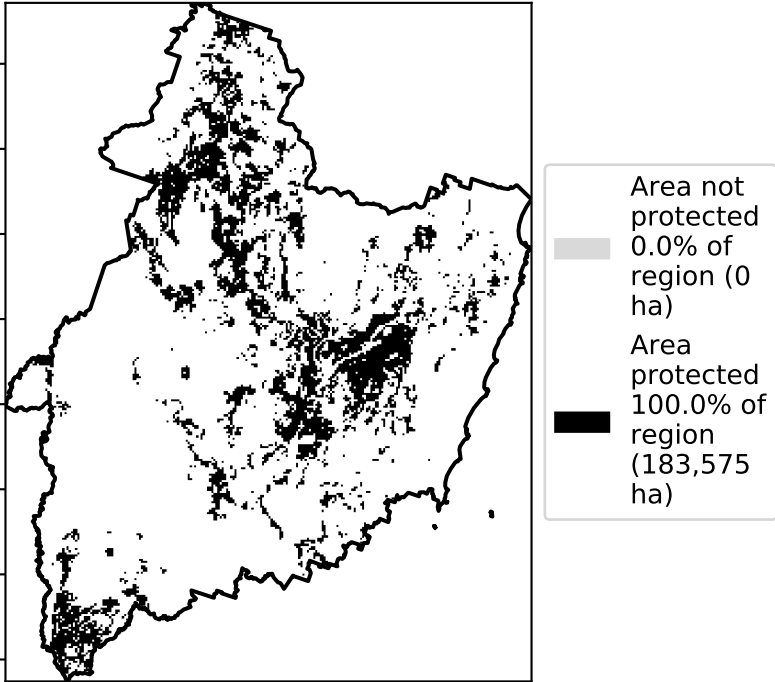 Area not
protected
0.0% of
region (0
ha)
Area
protected
100.0% of
region
(183,575
ha)